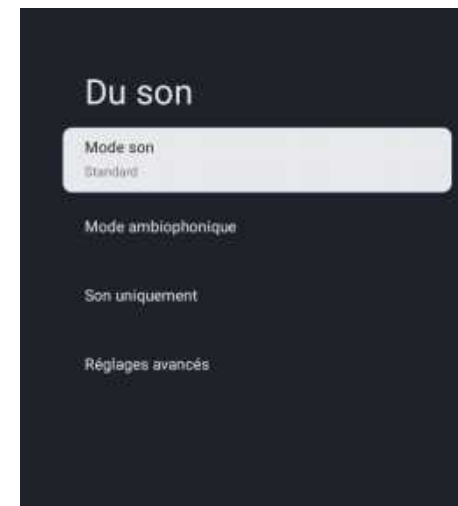 Du son
Mode son
Standard
Mode ambiophonique
Son uniquement
Réglages avancés